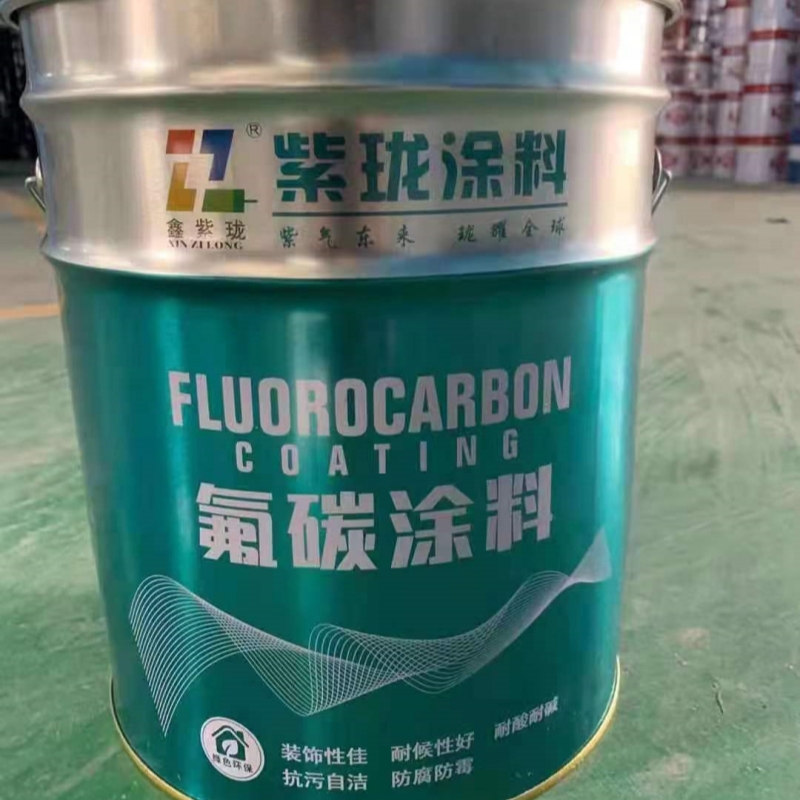 ® 紫珑涂料
鑫紫珑
XIN ZI LONG
紫气东来 珑耀全球
FLUOROCARBON
COATING
氟碳涂料
绿色环保
装饰性佳 耐候性好 耐酸耐碱
抗污自洁 防腐防霉